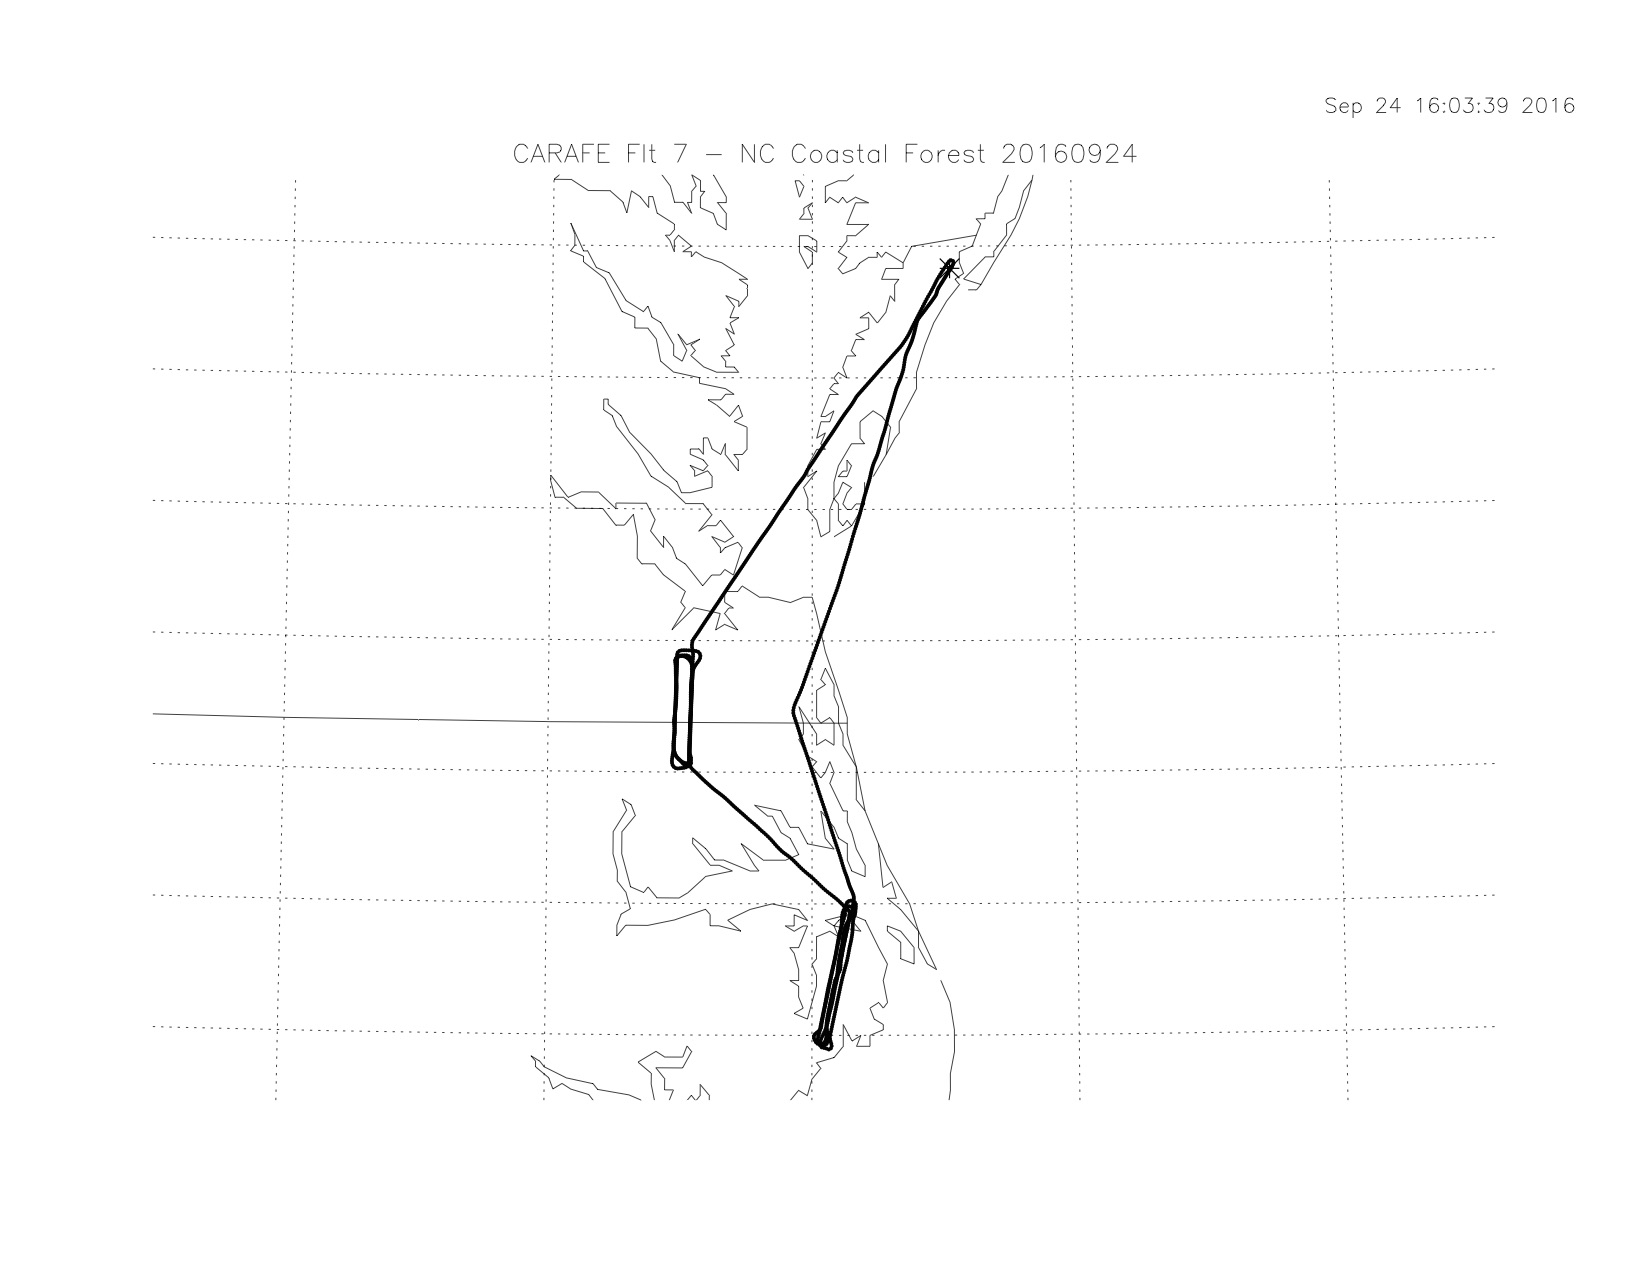 Sep 24 16:03:39 2016
CARAFE Flt 7 - NC Coastal Forest 20160924